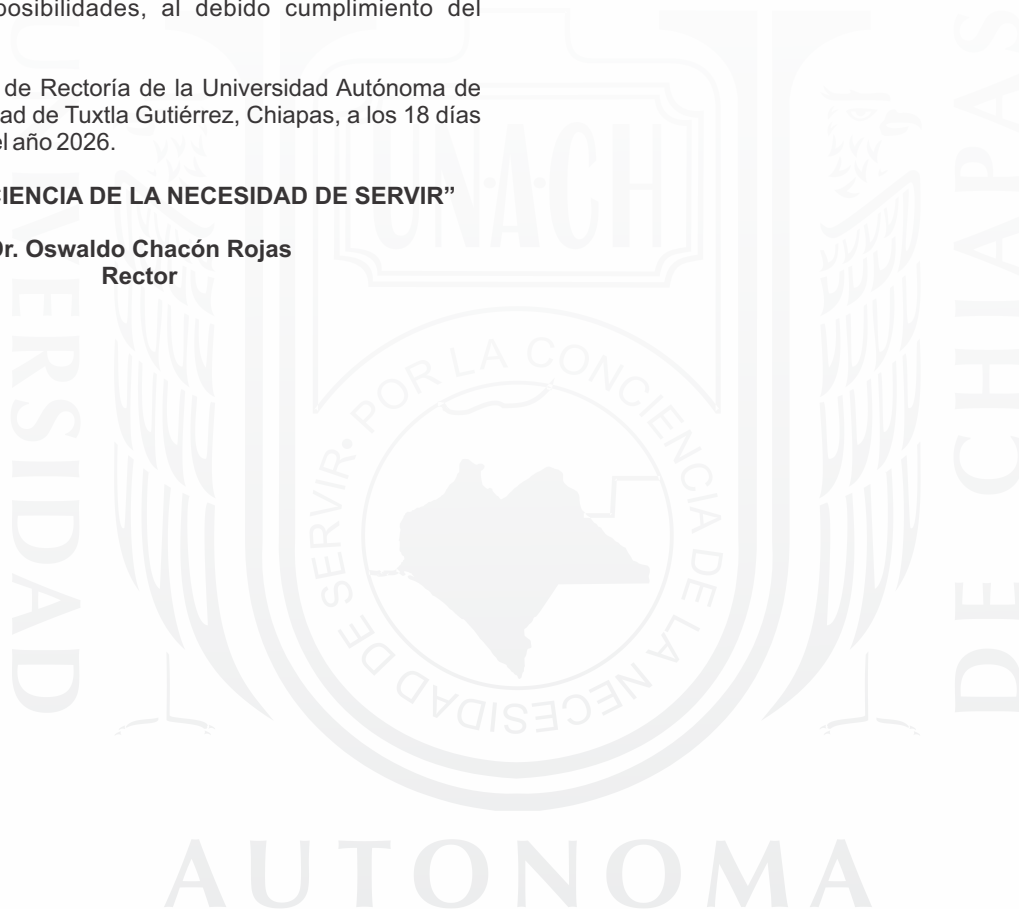 posibilidades, al debido cumplimiento del
de Rectoría de la Universidad Autónoma de
ad de Tuxtla Gutiérrez, Chiapas, a los 18 días
el año 2026.
CIENCIA DE LA NECESIDAD DE SERVIR”
Dr. Oswaldo Chacón Rojas
Rector
UNIVERSIDAD
UN·A·CH
POR LA CONCIENCIA DE LA NECESIDAD DE SERVIR•
DE CHIAPAS
AUTONOMA